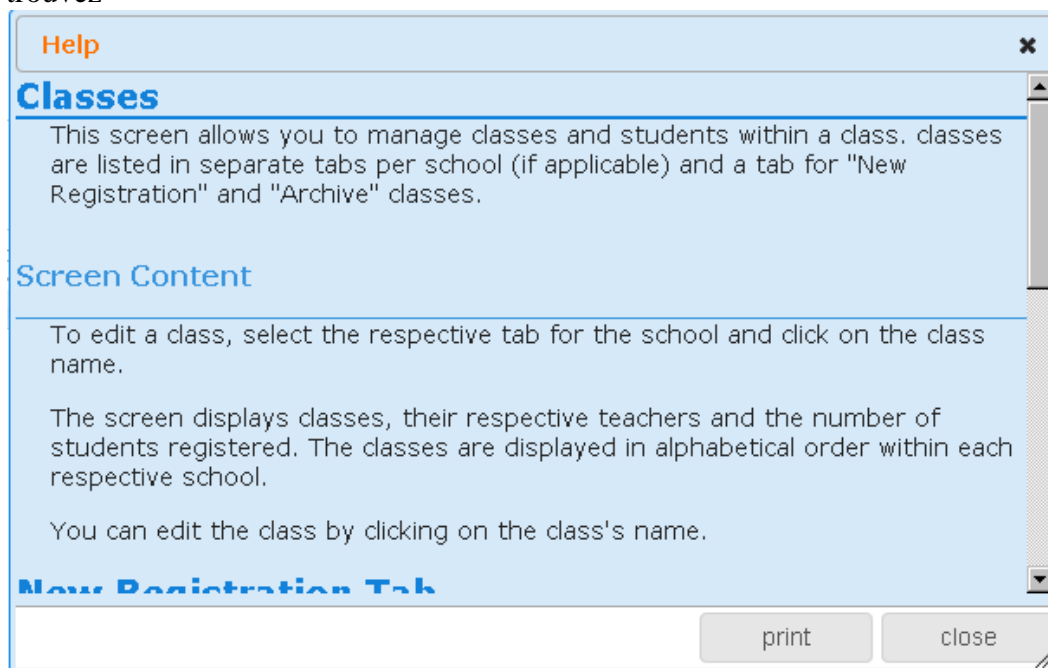 trouvez
Help
Classes
This screen allows you to manage classes and students within a class. classes
are listed in separate tabs per school (if applicable) and a tab for "New
Registration" and "Archive" classes.
Screen Content
To edit a class, select the respective tab for the school and click on the class
name.
The screen displays classes, their respective teachers and the number of
students registered. The classes are displayed in alphabetical order within each
respective school.
You can edit the class by clicking on the class's name.
New Registration Tab
print close